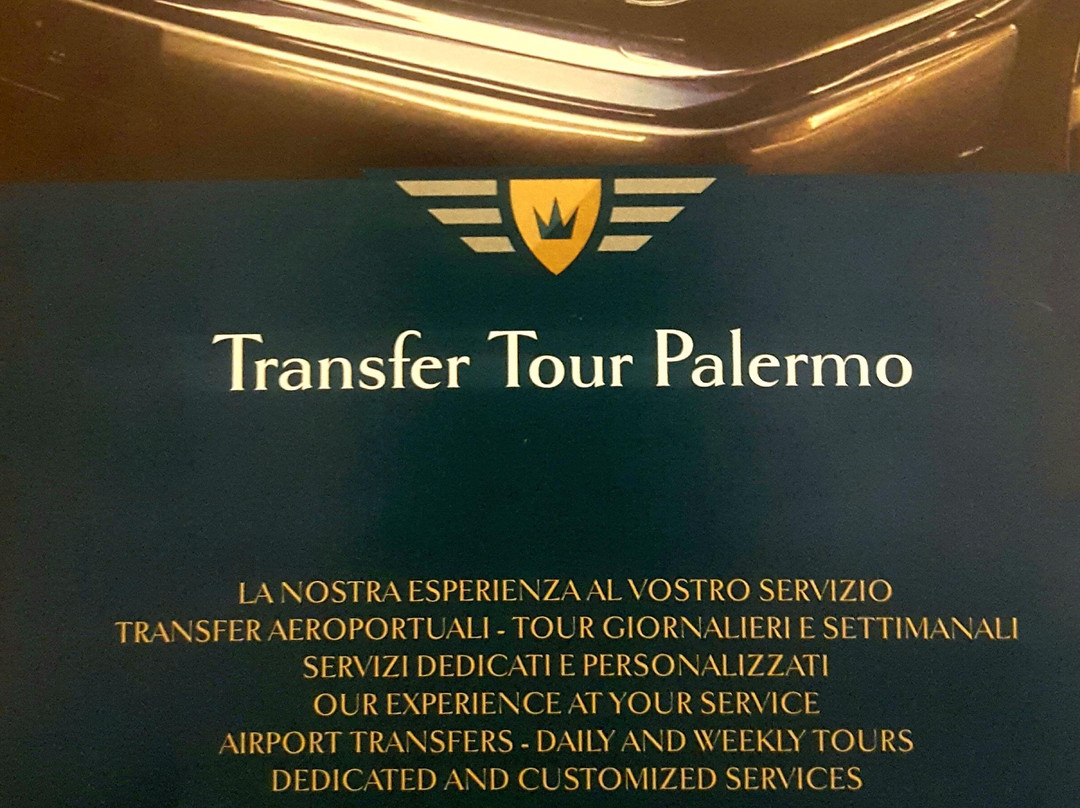 Transfer Tour Palermo
LA NOSTRA ESPERIENZA AL VOSTRO SERVIZIO
TRANSFER AEROPORTUALI - TOUR GIORNALIERI E SETTIMANALI
SERVIZI DEDICATI E PERSONALIZZATI
OUR EXPERIENCE AT YOUR SERVICE
AIRPORT TRANSFERS - DAILY AND WEEKLY TOURS
DEDICATED AND CUSTOMIZED SERVICES